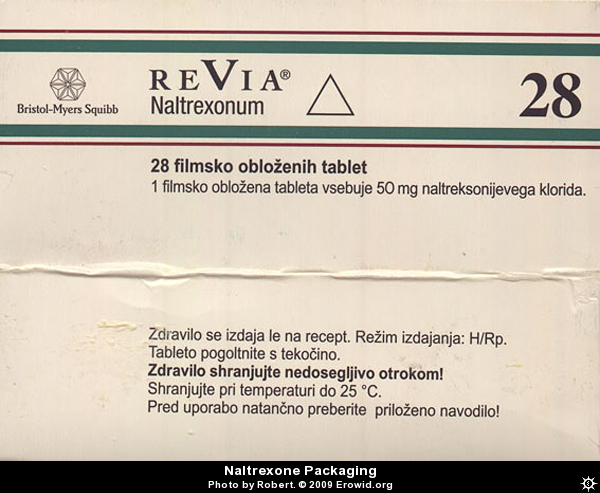 REVIA®
Naltrexonum
Bristol-Myers Squibb
28
28 filmsko obloženih tablet
1 filmsko obložena tableta vsebuje 50 mg naltreksonijevega klorida.
Zdravilo se izdaja le na recept. Režim izdajanja: H/Rp.
Tableto pogoltnite s tekočino.
Zdravilo shranjujte nedosegljivo otrokom!
Shranjujte pri temperaturi do 25 °C.
Pred uporabo natančno preberite priloženo navodilo!
Naltrexone Packaging
Photo by Robert. © 2009 Erowid.org